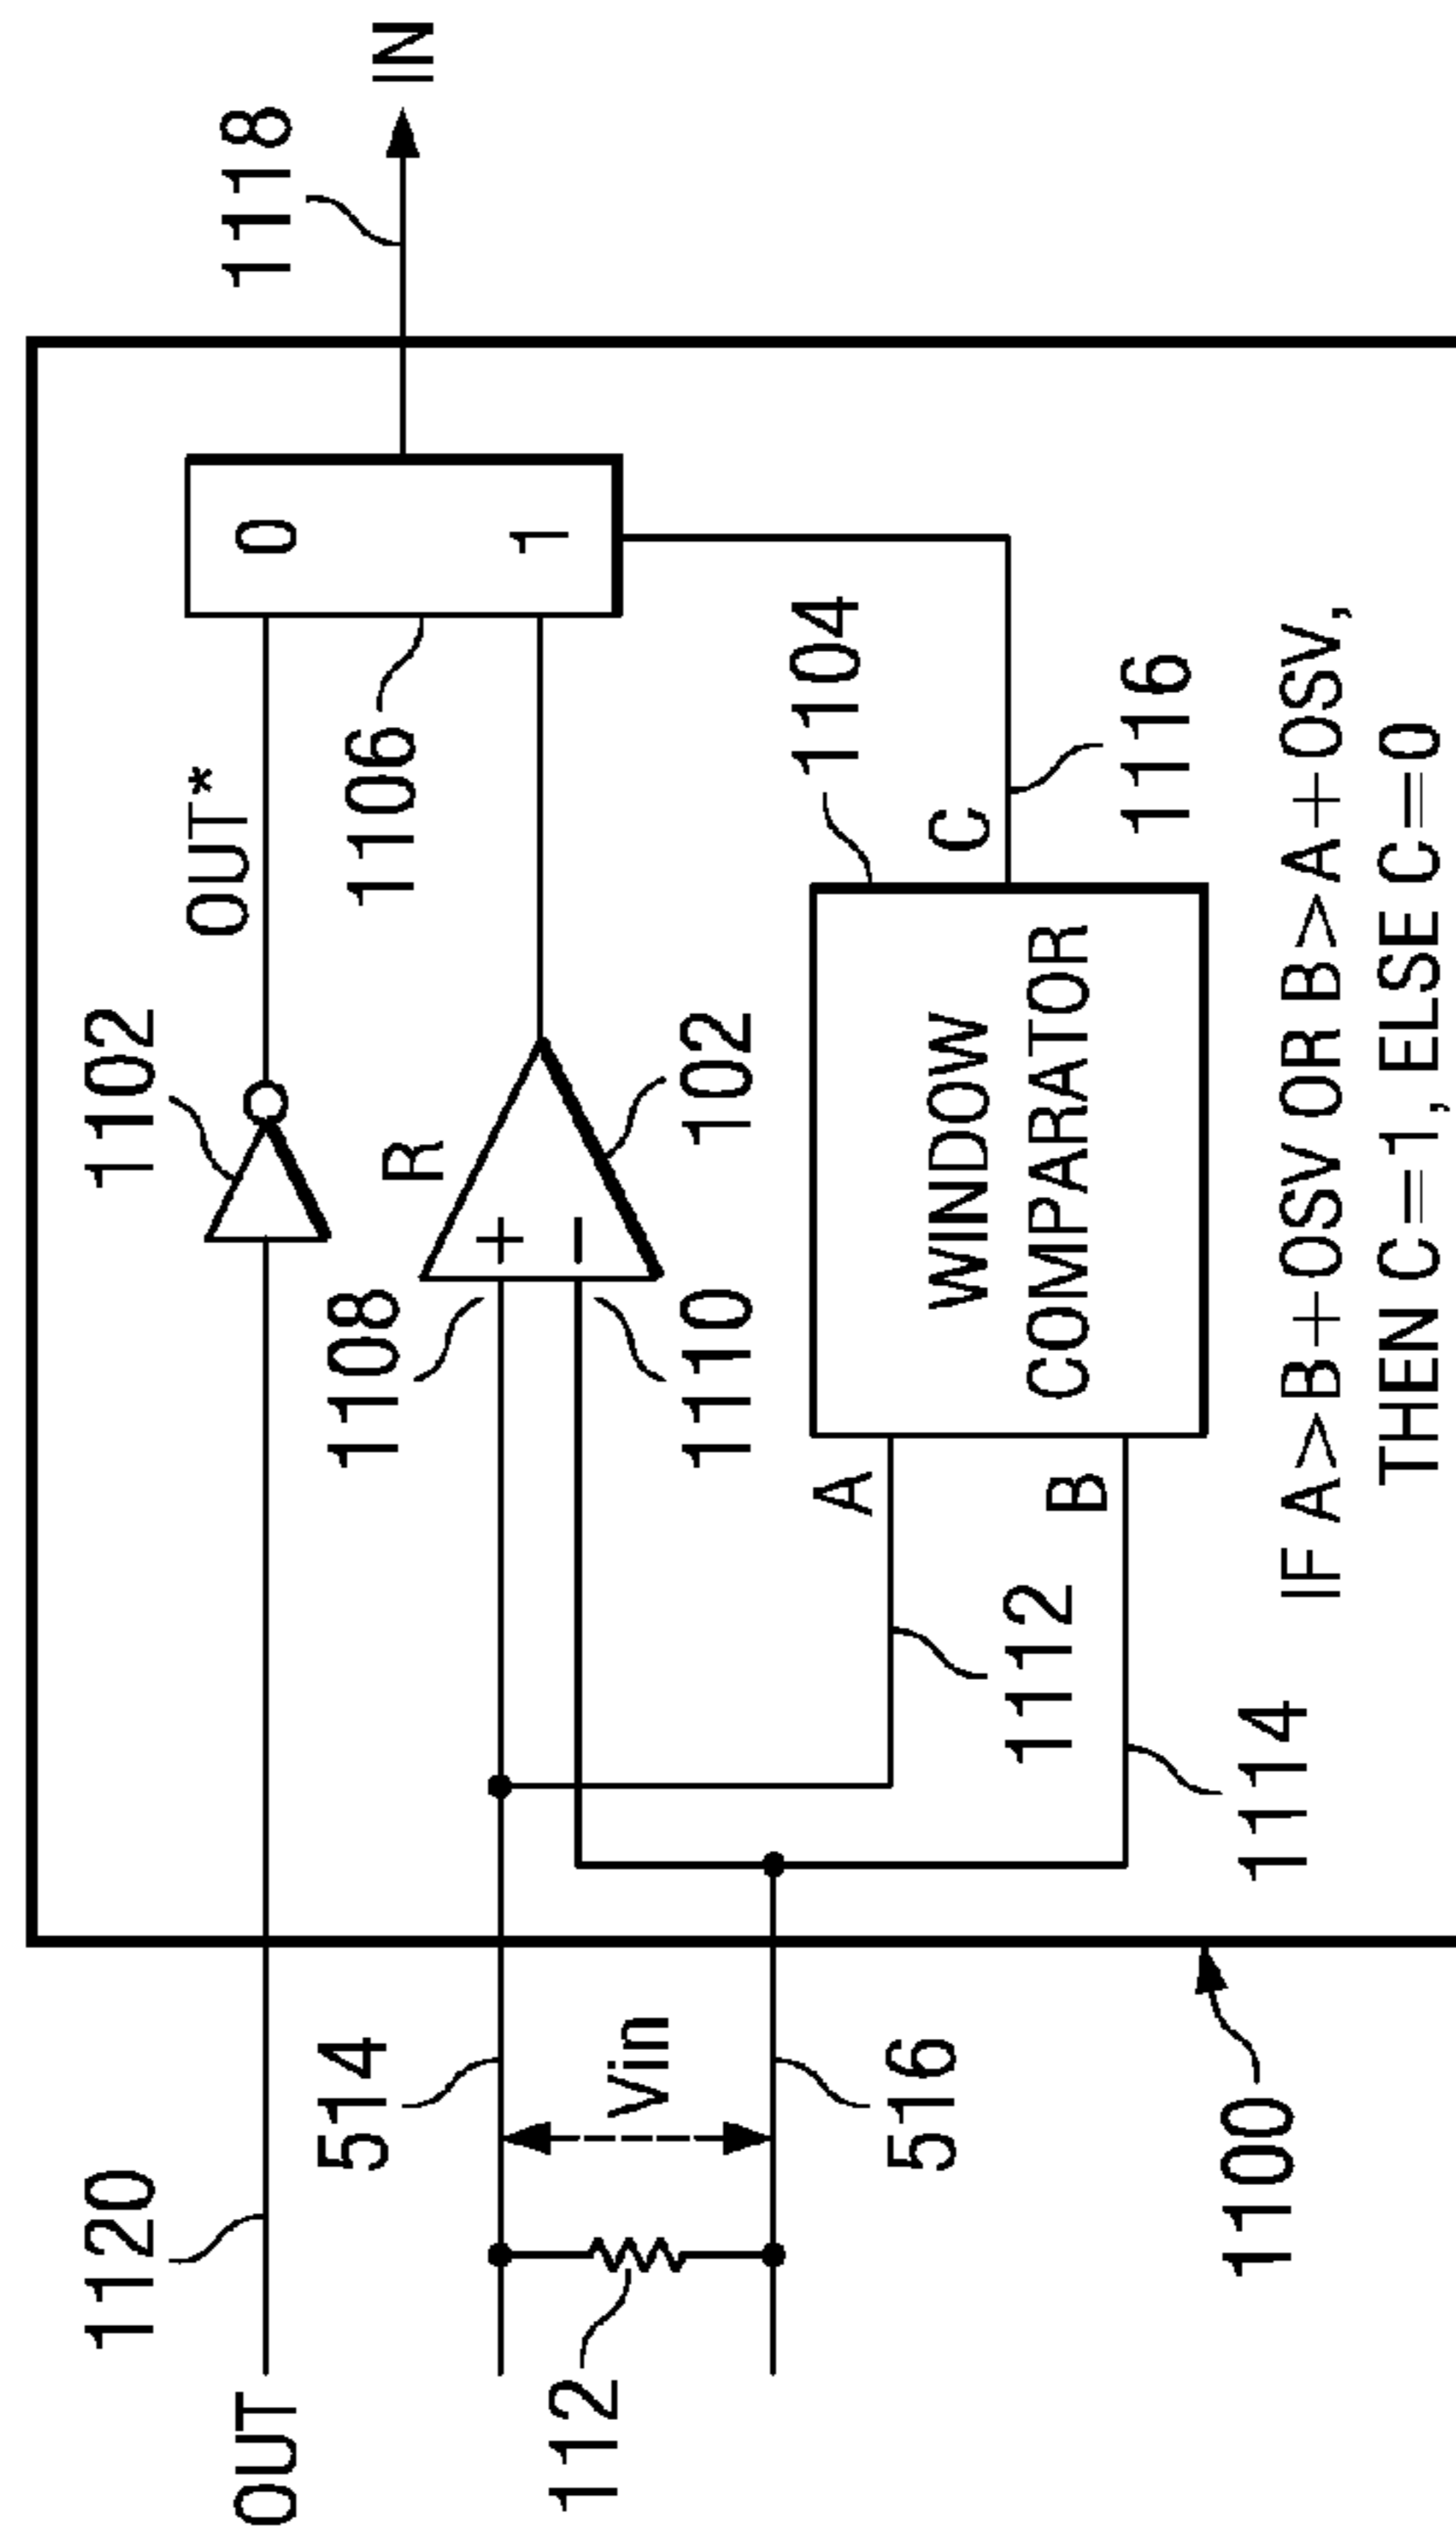 OUT
1120
1102
OUT*
1118
IN
514
1108
R
1106
0
1
112
Vin
516
1110
102
A
1112
B
1114
WINDOW
COMPARATOR
1104
C
1116
1100
IF A>B+OSV OR B>A+OSV,
THEN C=1, ELSE C=0
+
−